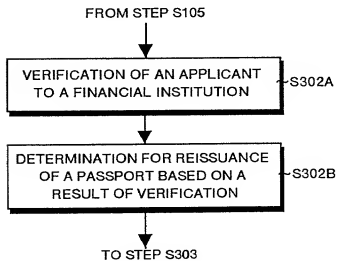 FROM STEP S105
VERIFICATION OF AN APPLICANT
TO A FINANCIAL INSTITUTION
S302A
DETERMINATION FOR REISSUANCE
OF A PASSPORT BASED ON A
RESULT OF VERIFICATION
S302B
TO STEP S303